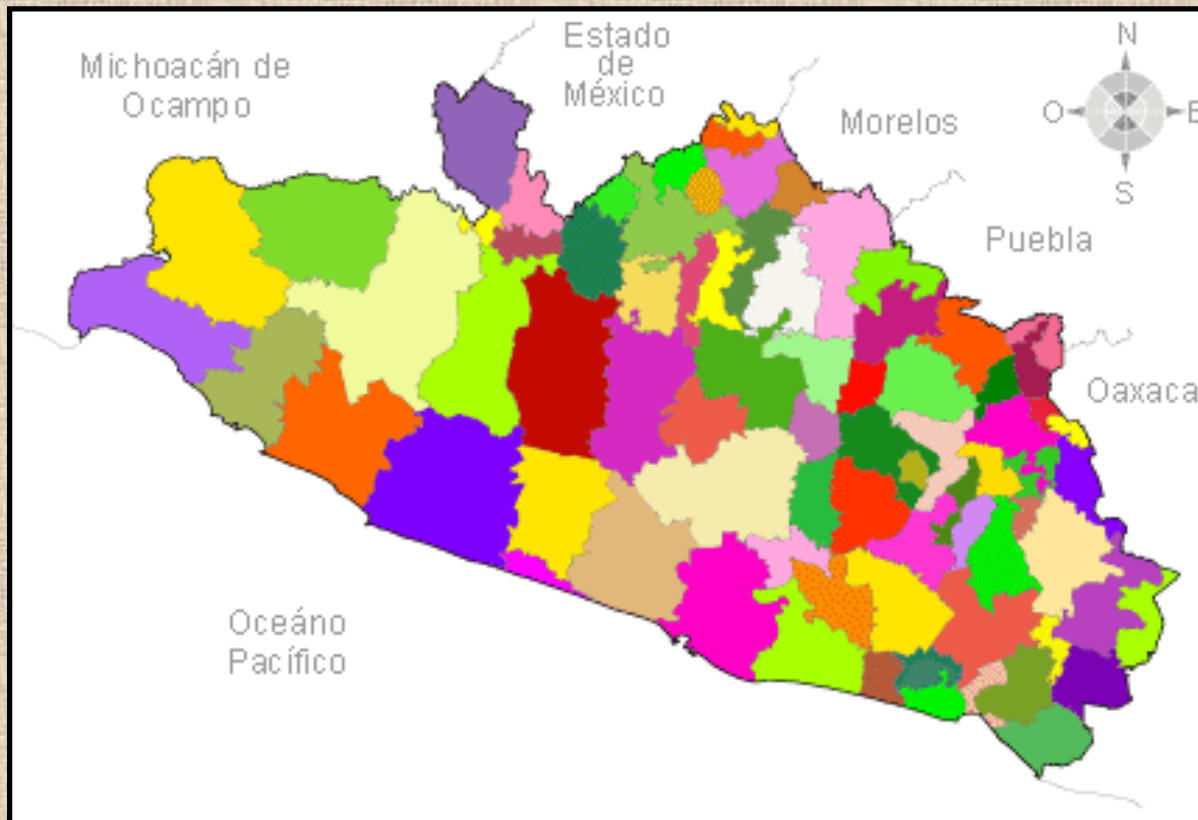 Michoacán de
Ocampo
Estado
de
México
Morelos
Puebla
Oaxaca
Oceáno
Pacífico
N
O
E
S